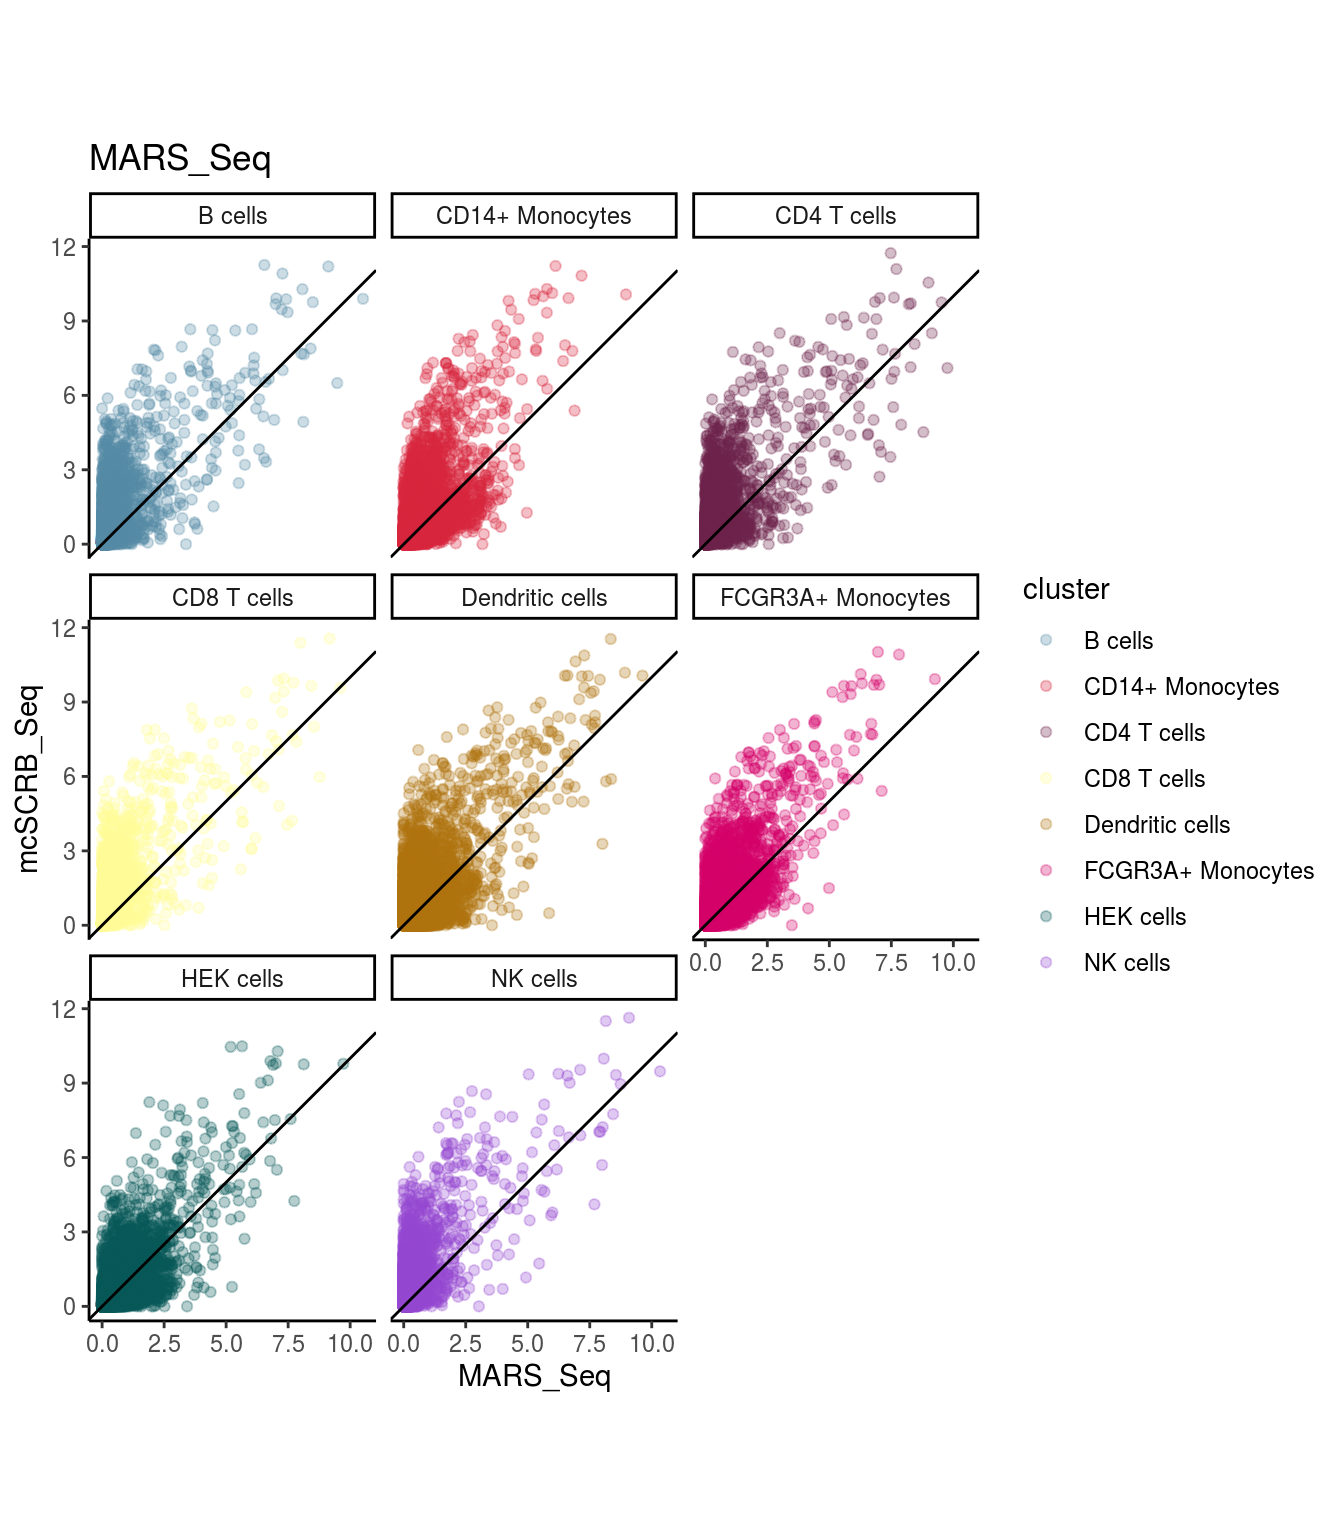 MARS_Seq
B cells
CD14+ Monocytes
CD4 T cells
12
9
6
3
0
CD8 T cells
Dendritic cells
FCGR3A+ Monocytes
12
9
6
3
0
mcSCRB_Seq
0.0 2.5 5.0 7.5 10.0
HEK cells
NK cells
12
9
6
3
0
0.0 2.5 5.0 7.5 10.0
0.0 2.5 5.0 7.5 10.0
MARS_Seq
cluster
B cells
CD14+ Monocytes
CD4 T cells
CD8 T cells
Dendritic cells
FCGR3A+ Monocytes
HEK cells
NK cells